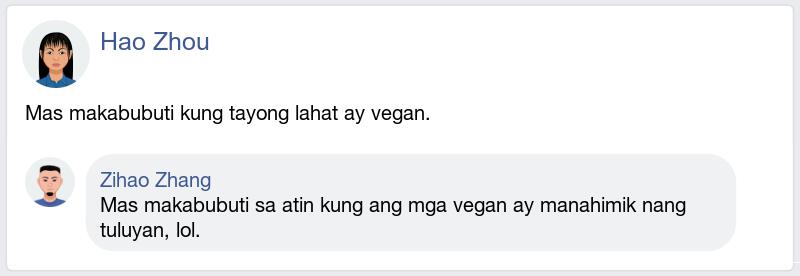 Hao Zhou
Mas makabubuti kung tayong lahat ay vegan.
Zihao Zhang
Mas makabubuti sa atin kung ang mga vegan ay manahimik nang
tuluyan, lol.